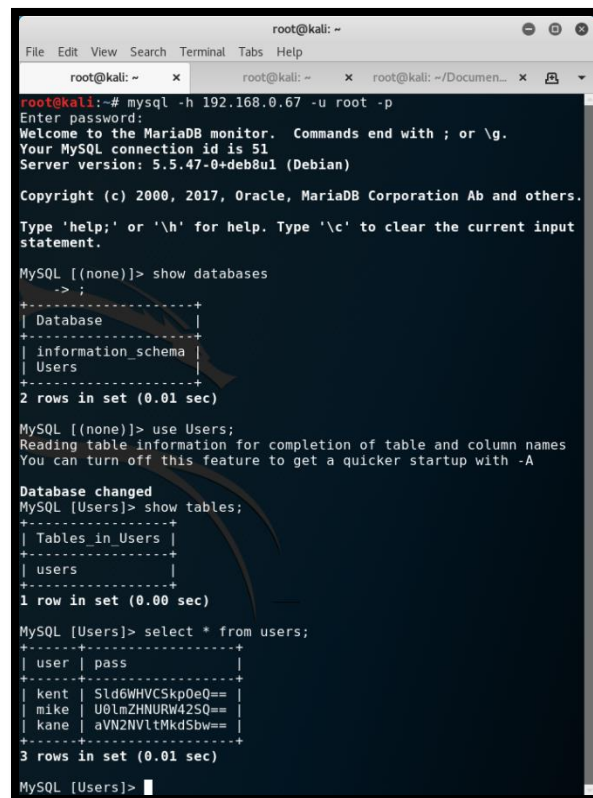 root@kali: ~
File Edit View Search Terminal Tabs Help
root@kali: ~ × root@kali: ~ × root@kali: ~/Documen... ×
root@kali:~# mysql -h 192.168.0.67 -u root -p
Enter password:
Welcome to the MariaDB monitor.  Commands end with ; or \g.
Your MySQL connection id is 51
Server version: 5.5.47-0+deb8u1 (Debian)

Copyright (c) 2000, 2017, Oracle, MariaDB Corporation Ab and others.

Type 'help;' or '\h' for help. Type '\c' to clear the current input
statement.

MySQL [(none)]> show databases
    -> ;
+--------------------+
| Database           |
+--------------------+
| information_schema |
| Users              |
+--------------------+
2 rows in set (0.01 sec)

MySQL [(none)]> use Users;
Reading table information for completion of table and column names
You can turn off this feature to get a quicker startup with -A

Database changed
MySQL [Users]> show tables;
+-----------------+
| Tables_in_Users |
+-----------------+
| users           |
+-----------------+
1 row in set (0.00 sec)

MySQL [Users]> select * from users;
+------+------------------+
| user | pass             |
+------+------------------+
| kent | Sld6WHVCSkpOeQ== |
| mike | U0lmZHNURW42SQ== |
| kane | aVN2NVltMkdSbw== |
+------+------------------+
3 rows in set (0.01 sec)

MySQL [Users]>